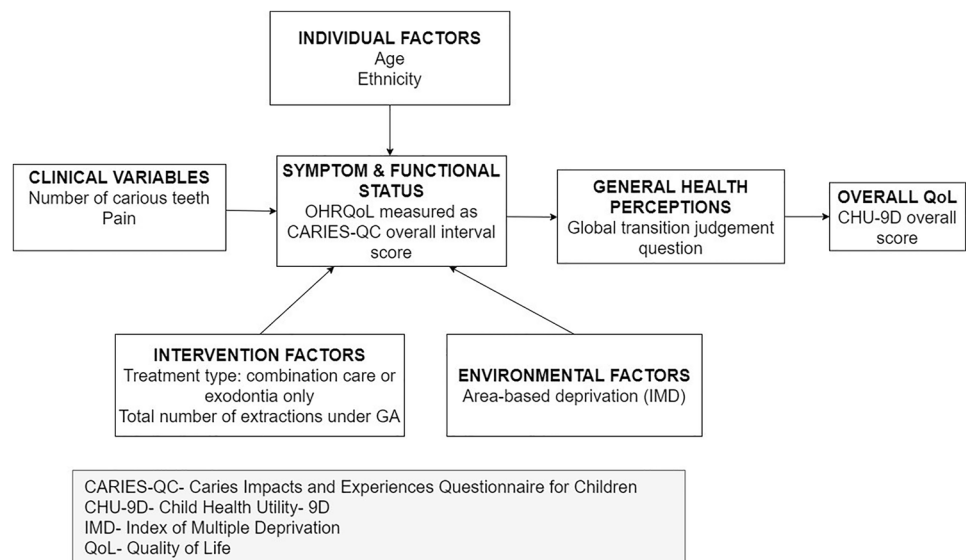 INDIVIDUAL FACTORS
Age
Ethnicity
CLINICAL VARIABLES
Number of carious teeth
Pain
SYMPTOM & FUNCTIONAL
STATUS
OHRQoL measured as
CARIES-QC overall interval
score
GENERAL HEALTH
PERCEPTIONS
Global transition judgement
question
OVERALL QoL
CHU-9D overall
score
INTERVENTION FACTORS
Treatment type: combination care or
exodontia only
Total number of extractions under GA
ENVIRONMENTAL FACTORS
Area-based deprivation (IMD)
CARIES-QC- Caries Impacts and Experiences Questionnaire for Children
CHU-9D- Child Health Utility- 9D
IMD- Index of Multiple Deprivation
QoL- Quality of Life